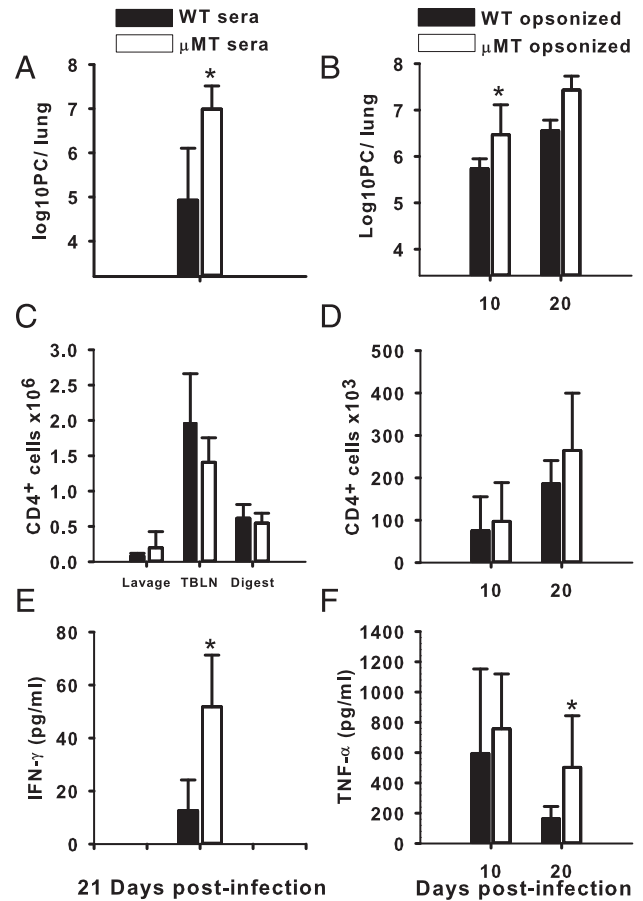 WT sera
μMT sera
WT opsonized
μMT opsonized
A
*
8
7
6
5
4
log10PC/ lung
B
*
8
7
6
5
4
Log10PC/ lung
10 20
C
3.0
2.5
2.0
1.5
1.0
0.5
0.0
CD4+ cells x10⁶
Lavage TBLN Digest
D
500
400
300
200
100
0
CD4+ cells x10³
10 20
E
*
80
60
40
20
0
IFN-γ (pg/ml)
21 Days post-infection
F
*
1400
1200
1000
800
600
400
200
0
TNF-α (pg/ml)
10 20
Days post-infection